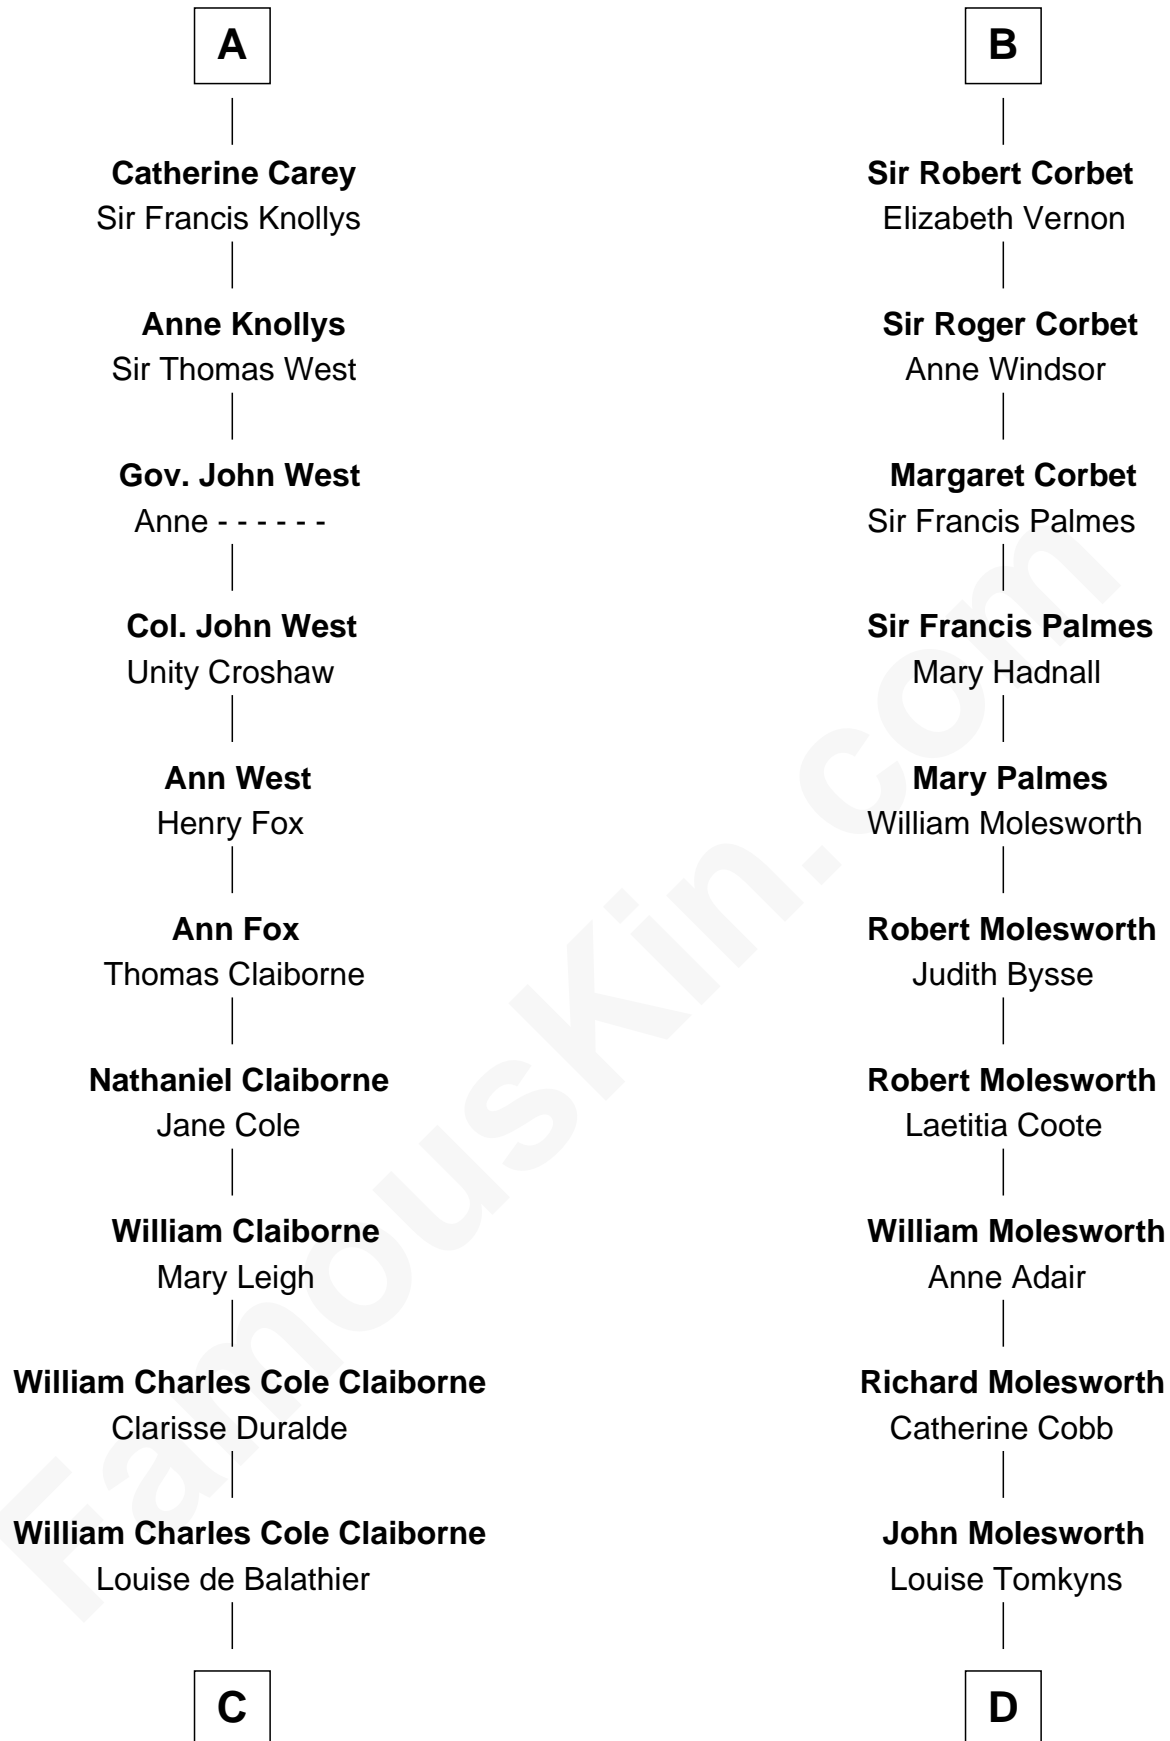 A
Catherine Carey
Sir Francis Knollys
Anne Knollys
Sir Thomas West
Gov. John West
Anne - - - - - -
Col. John West
Unity Croshaw
Ann West
Henry Fox
Ann Fox
Thomas Claiborne
Nathaniel Claiborne
Jane Cole
William Claiborne
Mary Leigh
William Charles Cole Claiborne
Clarisse Duralde
William Charles Cole Claiborne
Louise de Balathier
C
B
Sir Robert Corbet
Elizabeth Vernon
Sir Roger Corbet
Anne Windsor
Margaret Corbet
Sir Francis Palmes
Sir Francis Palmes
Mary Hadnall
Mary Palmes
William Molesworth
Robert Molesworth
Judith Bysse
Robert Molesworth
Laetitia Coote
William Molesworth
Anne Adair
Richard Molesworth
Catherine Cobb
John Molesworth
Louise Tomkyns
D
FamousKin.com